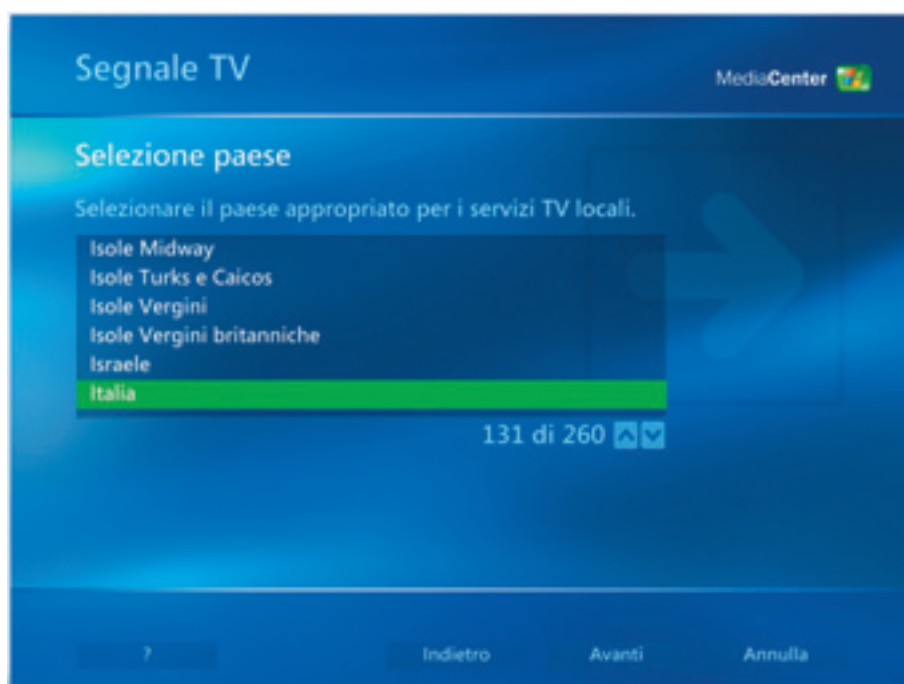 Segnale TV
MediaCenter
Selezione paese
Selezionare il paese appropriato per i servizi TV locali.
Isole Midway
Isole Turks e Caicos
Isole Vergini
Isole Vergini britanniche
Israele
Italia
131 di 260
? Indietro Avanti Annulla